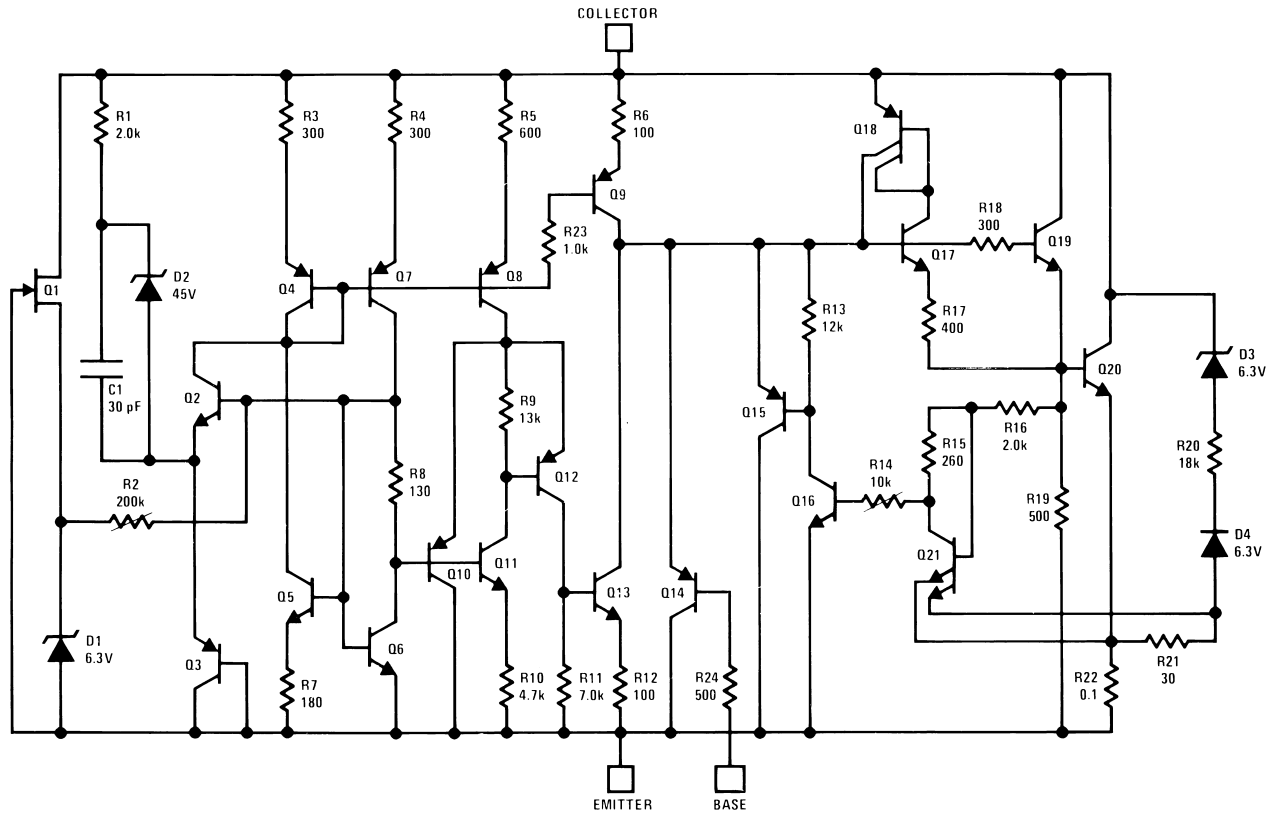 COLLECTOR
R1
2.0k
R3
300
R4
300
R5
600
R6
100
Q18
Q9
R23
1.0k
R18
300
Q17
Q19
Q1
D2
45V
Q4
Q7
Q8
R13
12k
R17
400
C1
30 pF
Q2
R9
13k
Q15
Q20
D3
6.3V
R2
200k
R8
130
Q12
R14
10k
R15
260
R16
2.0k
R19
500
R20
18k
Q16
Q21
D4
6.3V
Q5
Q10
Q11
Q13
Q14
D1
6.3V
Q3
Q6
R7
180
R10
4.7k
R11
7.0k
R12
100
R24
500
R22
0.1
R21
30
EMITTER
BASE